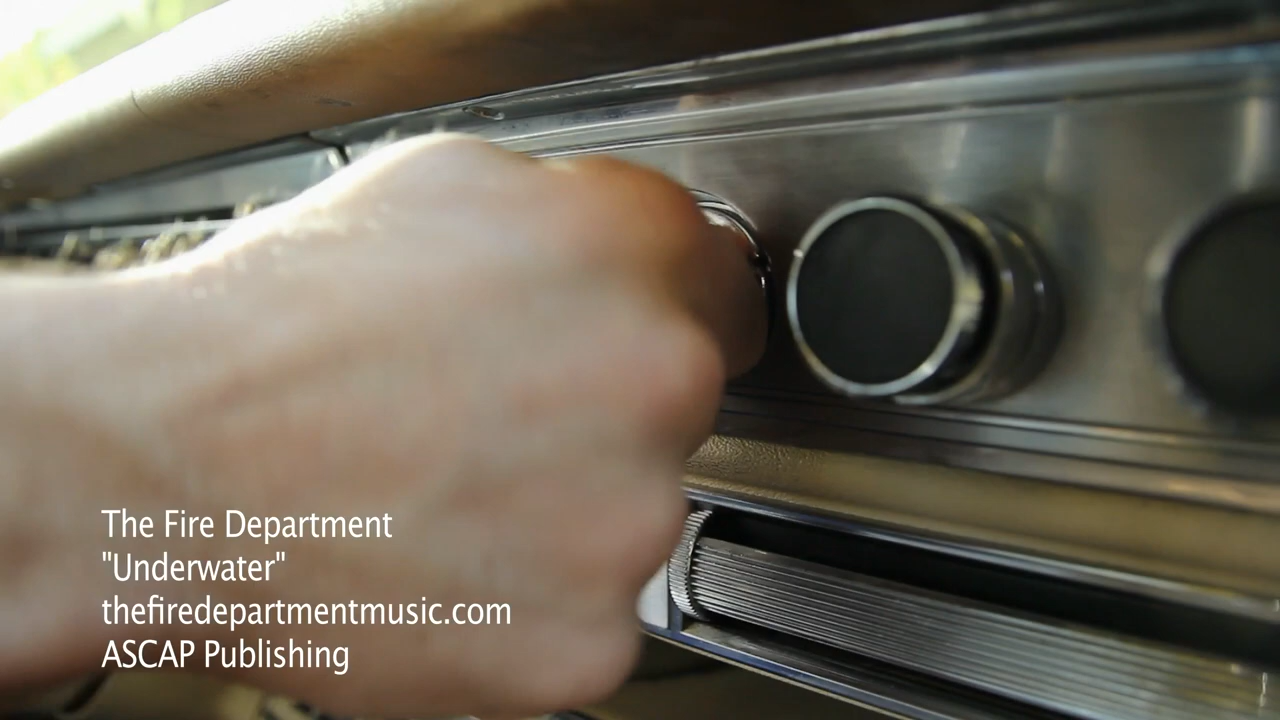 The Fire Department
"Underwater"
thefiredepartmentmusic.com
ASCAP Publishing